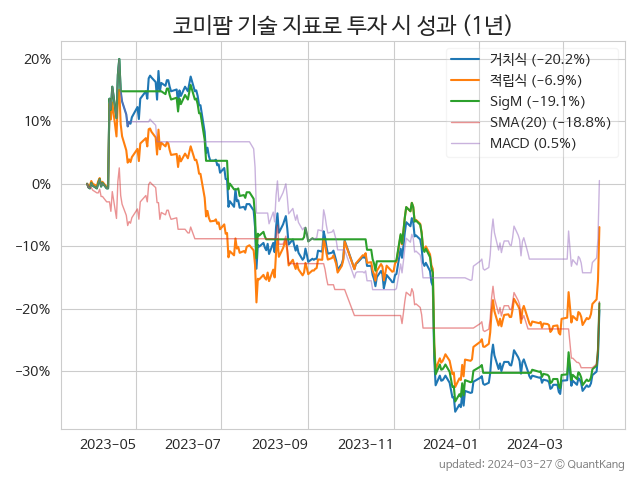 코미팜 기술 지표로 투자 시 성과 (1년)
거치식 (−20.2%)
적립식 (−6.9%)
SigM (−19.1%)
SMA(20) (−18.8%)
MACD (0.5%)
20%
10%
0%
−10%
−20%
−30%
2023-05 2023-07 2023-09 2023-11 2024-01 2024-03
updated: 2024-03-27 © QuantKang